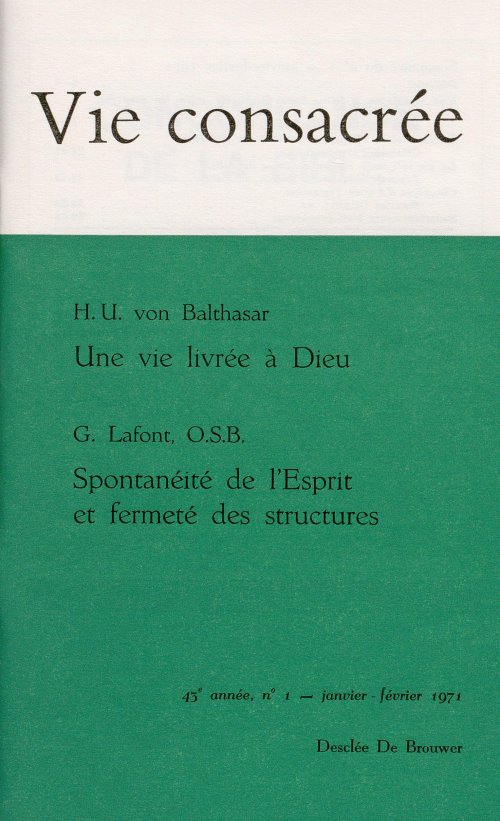 Vie consacrée
H. U. von Balthasar
Une vie livrée à Dieu
G. Lafont, O.S.B.
Spontanéité de l'Esprit
et fermeté des structures
43e année, nº 1 — janvier - février 1971
Desclée De Brouwer